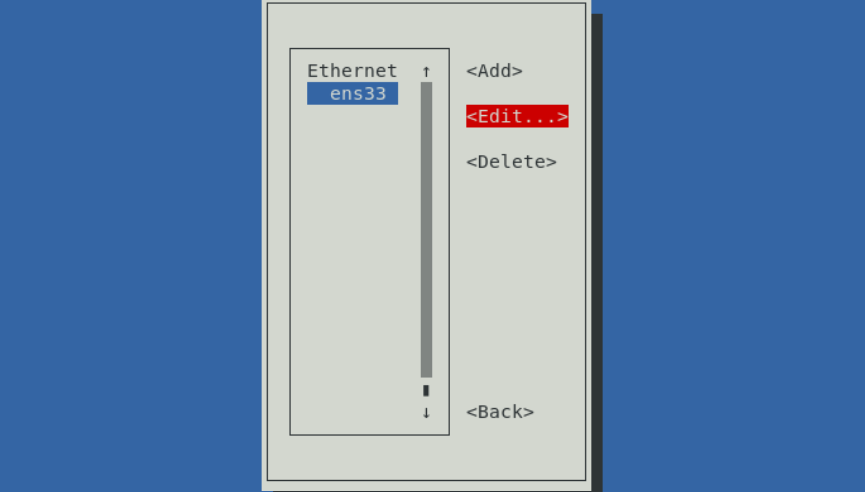 Ethernet ↑ <Add>
ens33
<Edit...>
<Delete>
↓ <Back>